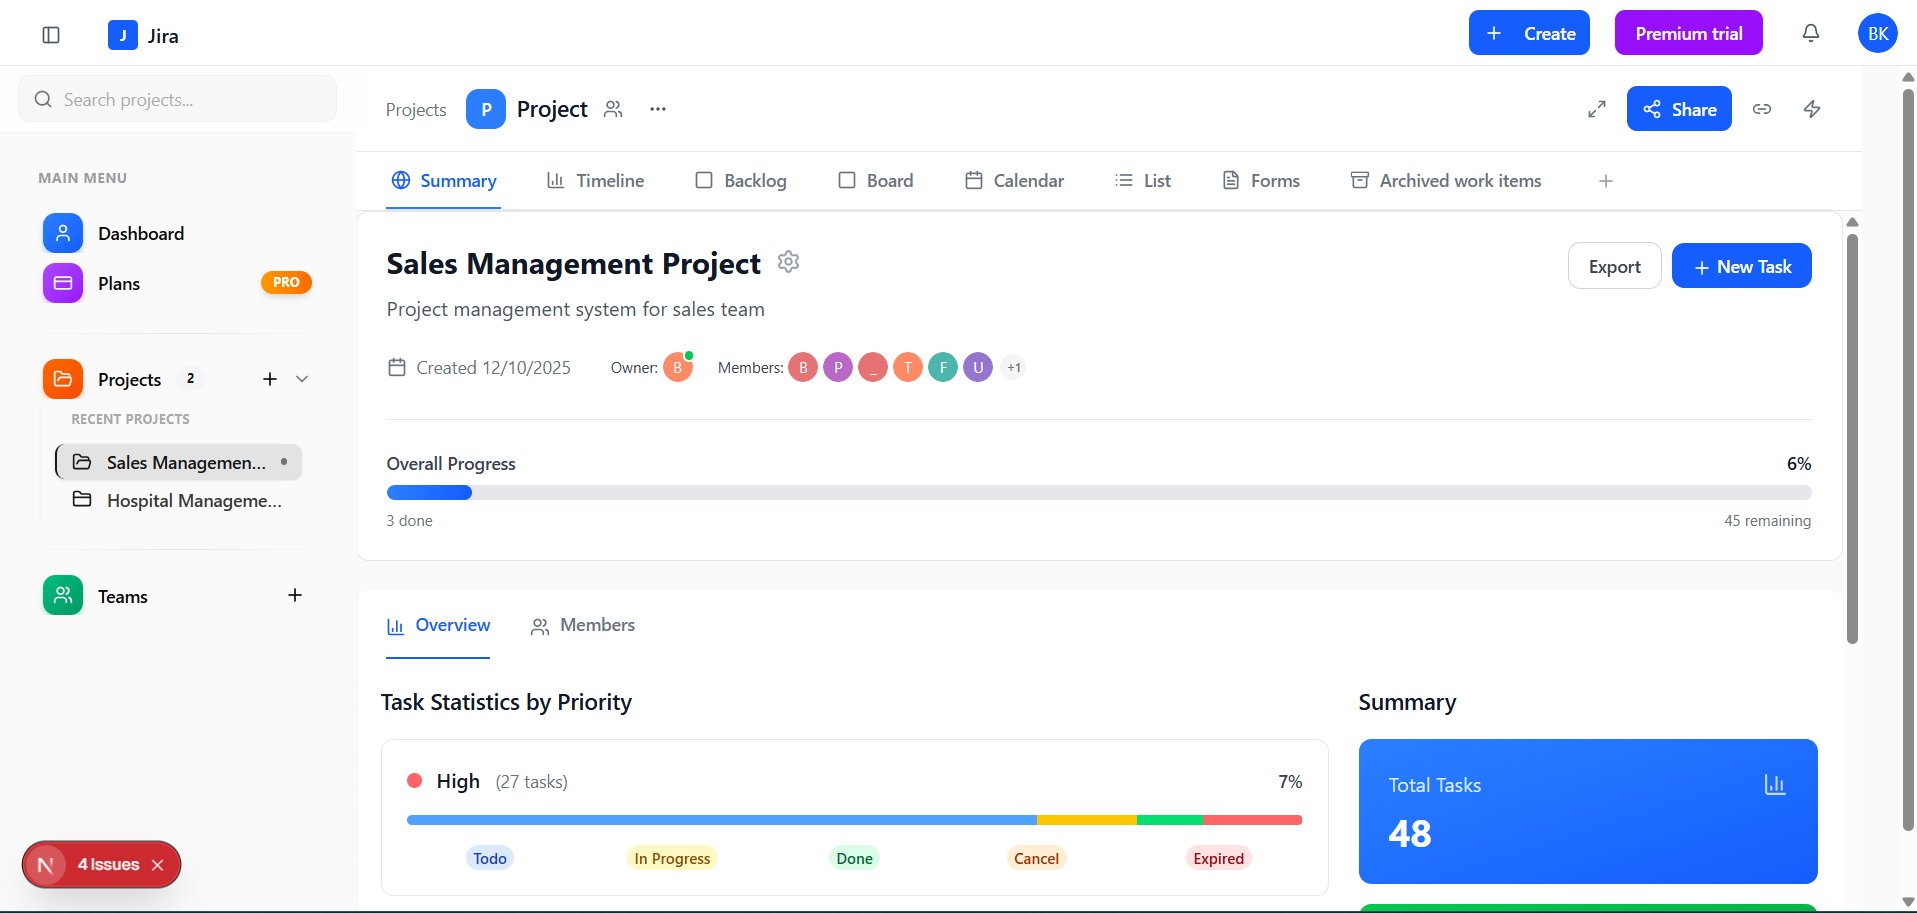 J Jira
+ Create
Premium trial
BK
Search projects...
MAIN MENU
Dashboard
Plans PRO
Projects 2
RECENT PROJECTS
Sales Managemen...
Hospital Manageme...
Teams
N 4 Issues
Projects P Project
Share
Summary Timeline Backlog Board Calendar List Forms Archived work items
Sales Management Project
Export
+ New Task
Project management system for sales team
Created 12/10/2025 Owner: B Members: B P _ T F U +1
Overall Progress 6%
3 done 45 remaining
Overview Members
Task Statistics by Priority
High (27 tasks) 7%
Todo In Progress Done Cancel Expired
Summary
Total Tasks
48